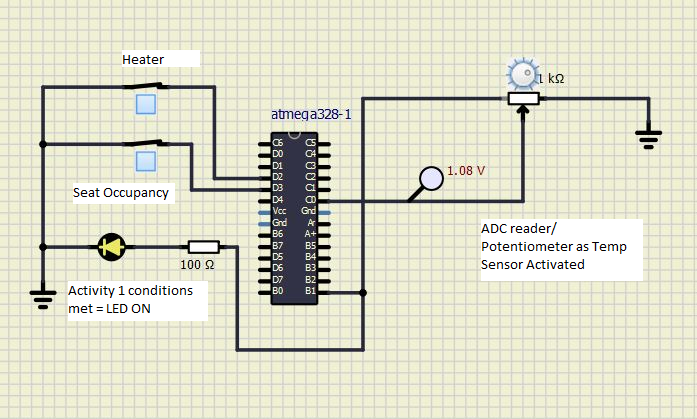 Heater
1 kΩ
atmega328-1
C6 C5
D0 C4
D1 C3
D2 C2
D3 C1
D4 C0
Vcc Gnd
Gnd Ar
B6 A+
B7 B5
D5 B4
D6 B3
D7 B2
B0 B1
1.08 V
Seat Occupancy
ADC reader/
Potentiometer as Temp
Sensor Activated
100 Ω
Activity 1 conditions
met = LED ON